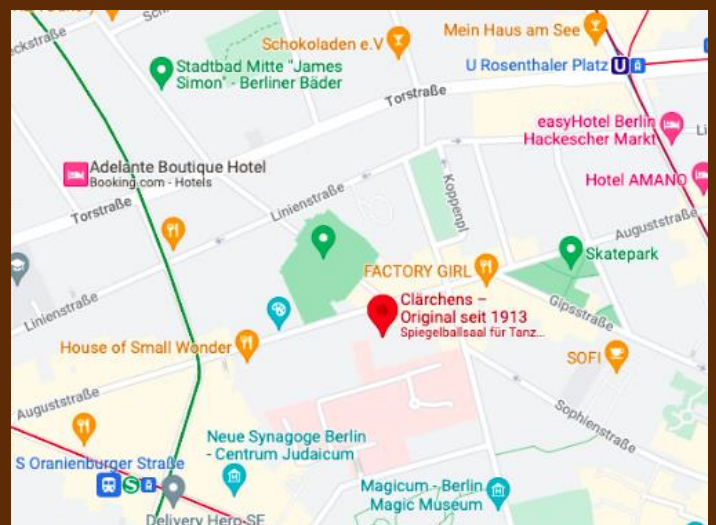 Schokoladen e.V
Mein Haus am See
Stadtbad Mitte "James
Simon" - Berliner Bäder
U Rosenthaler Platz
U
Torstraße
easyHotel Berlin
Hackescher Markt
Adelante Boutique Hotel
Booking.com - Hotels
Linienstraße
Koppenpl
Hotel AMANO
Torstraße
Auguststraße
Skatepark
FACTORY GIRL
Clärchens –
Original seit 1913
Spiegelballsaal für Tanz...
Gipsstraße
Linienstraße
House of Small Wonder
SOFI
Auguststraße
Sophienstraße
Neue Synagoge Berlin
- Centrum Judaicum
S Oranienburger Straße
S
Magicum - Berlin
Magic Museum
Delivery Hero SE